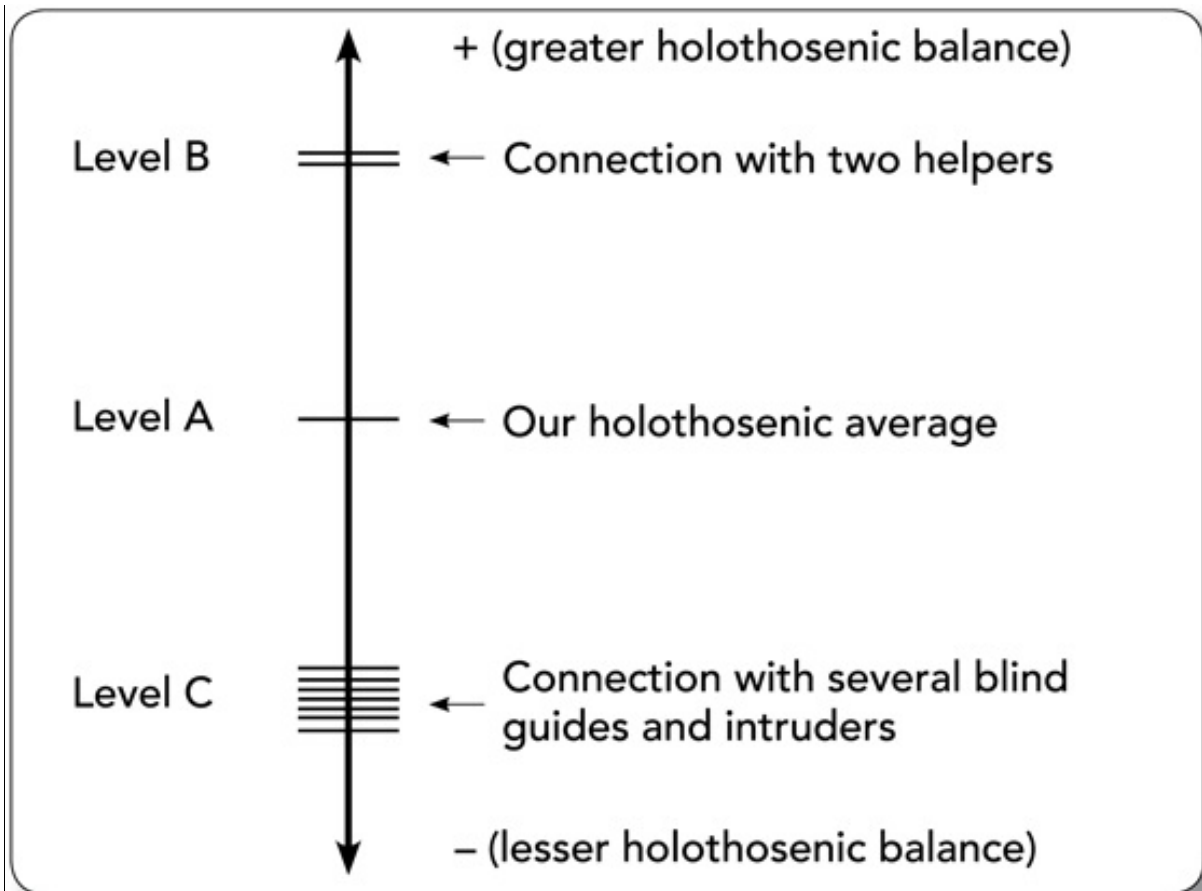 + (greater holothosenic balance)
Level B
Connection with two helpers
Level A
Our holothosenic average
Level C
Connection with several blind
guides and intruders
– (lesser holothosenic balance)